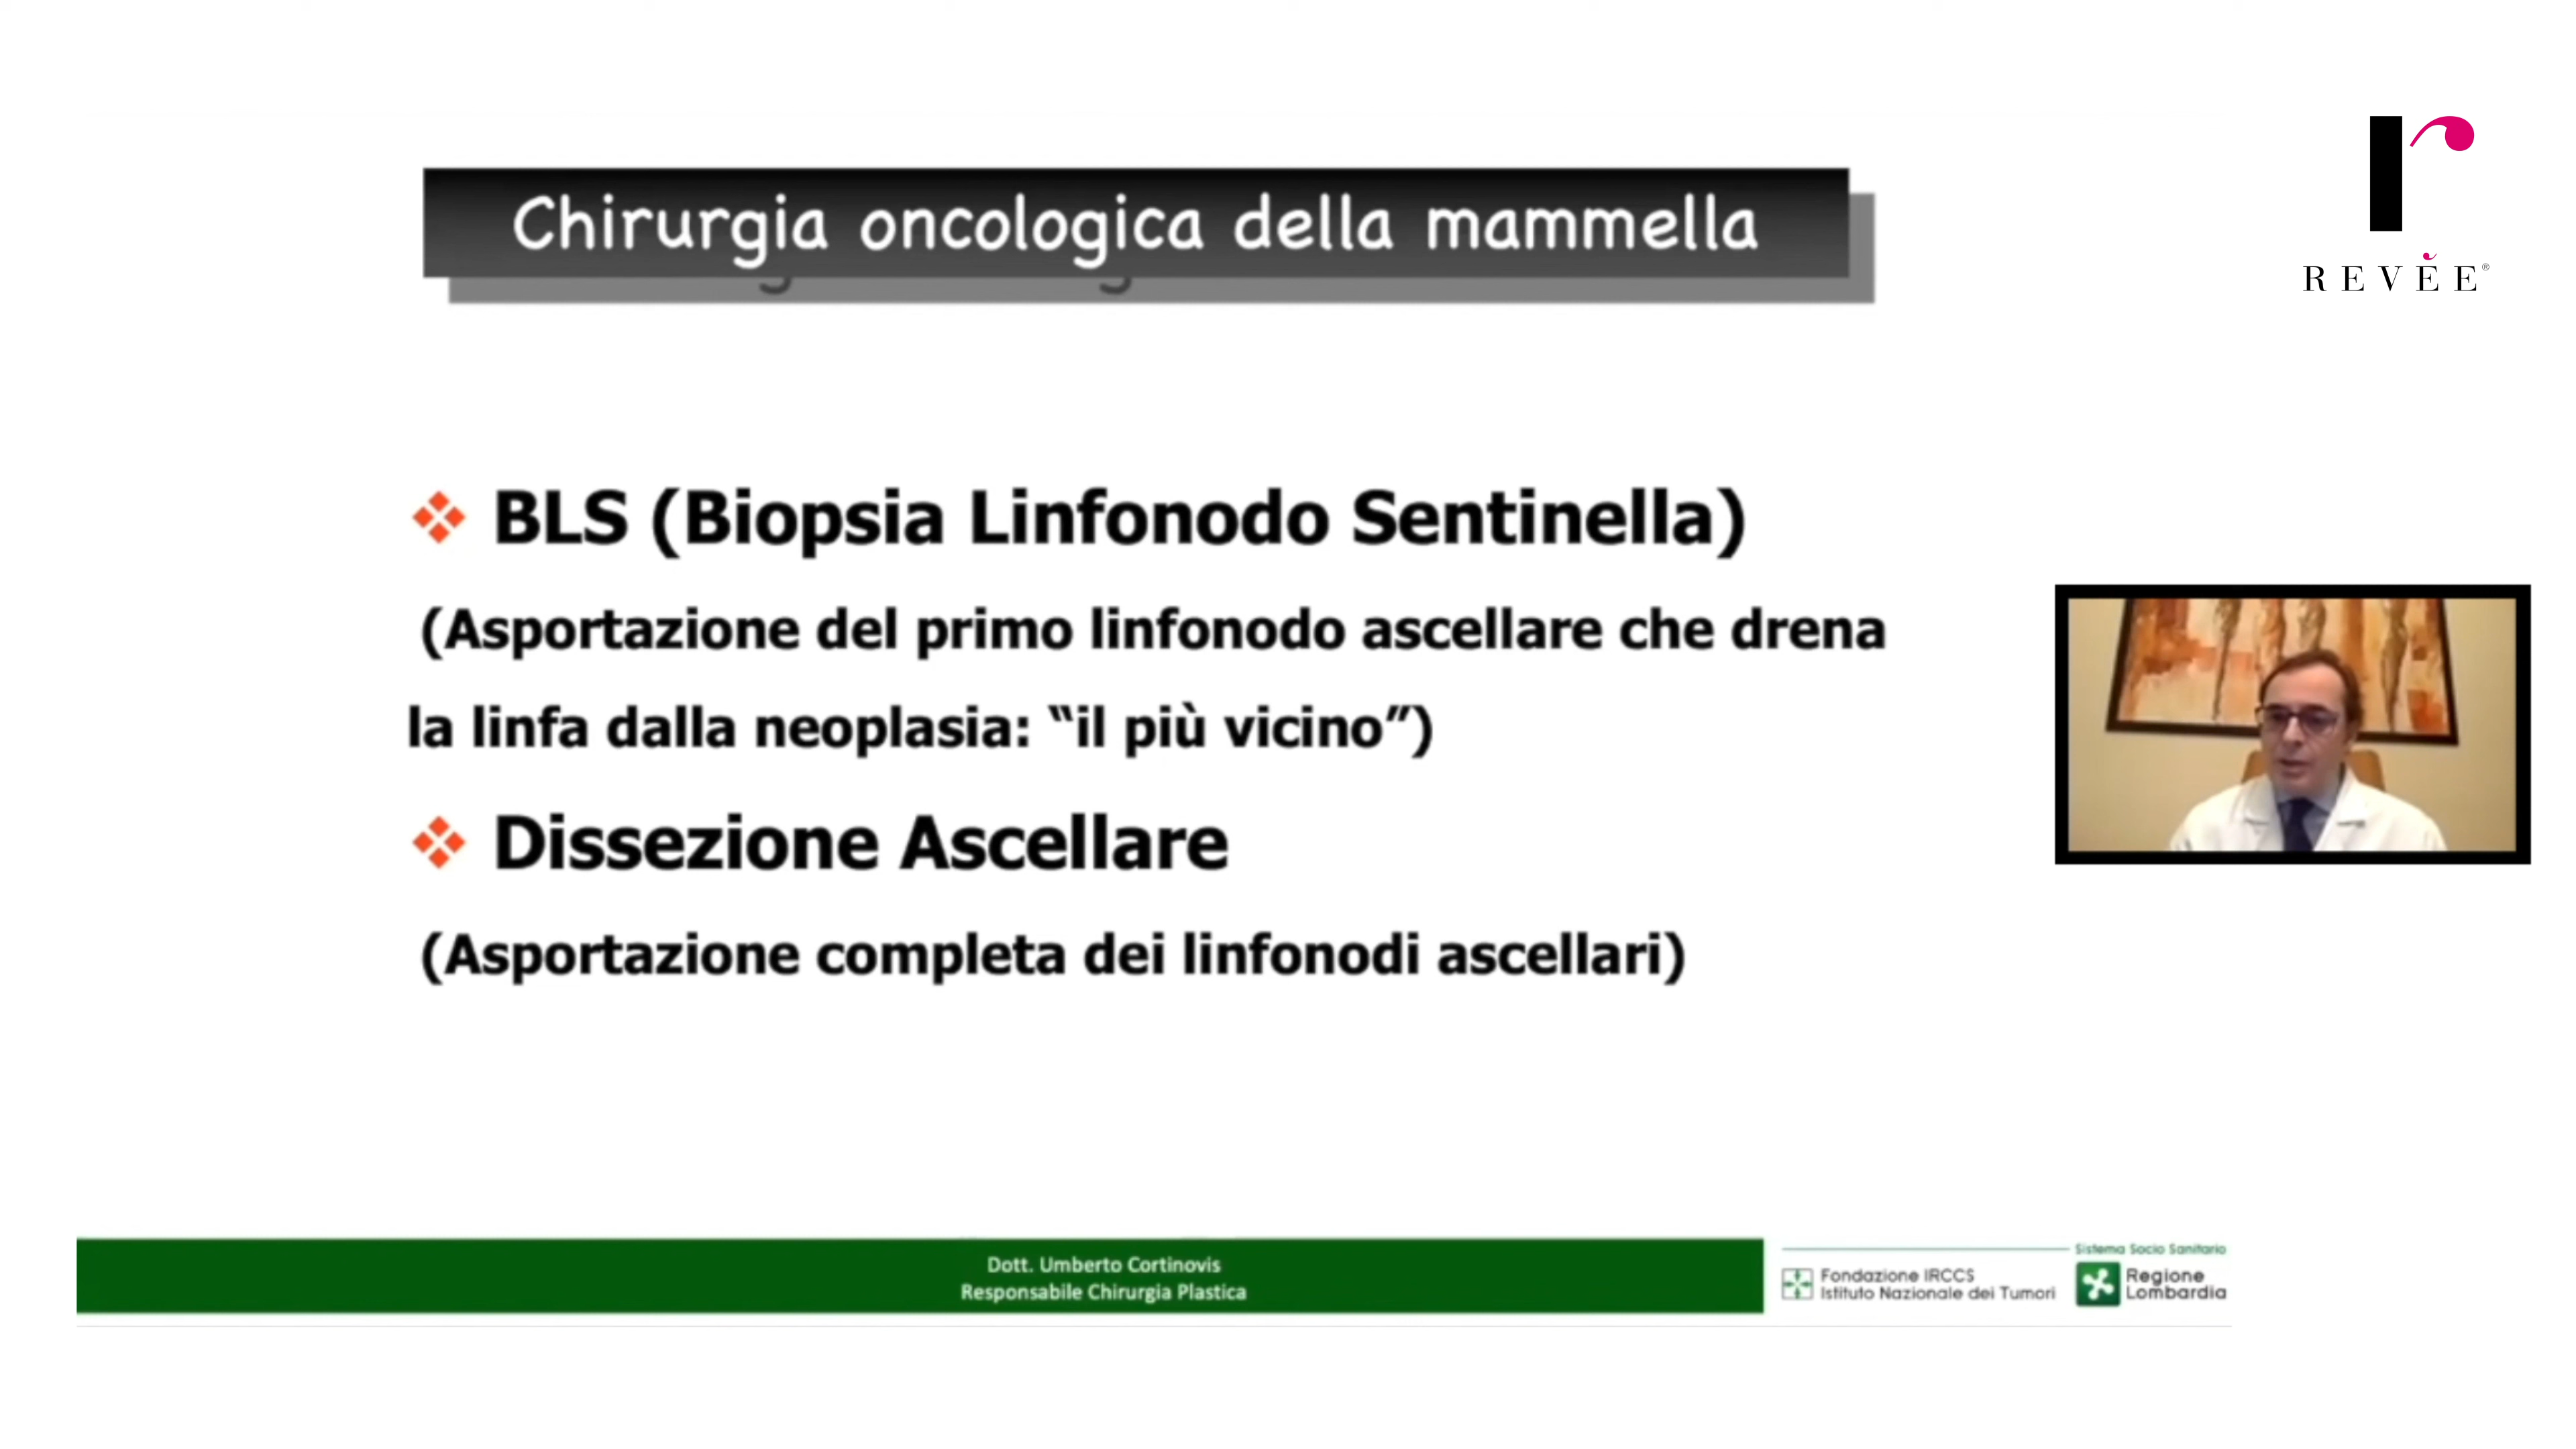 Chirurgia oncologica della mammella
r
REVĚE®
BLS (Biopsia Linfonodo Sentinella)
(Asportazione del primo linfonodo ascellare che drena
la linfa dalla neoplasia: “il più vicino”)
Dissezione Ascellare
(Asportazione completa dei linfonodi ascellari)
Dott. Umberto Cortinovis
Responsabile Chirurgia Plastica
Fondazione IRCCS
Istituto Nazionale dei Tumori
Sistema Socio Sanitario
Regione
Lombardia